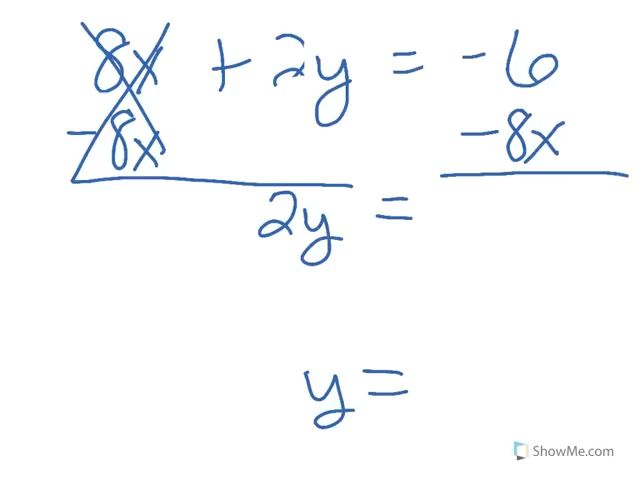 8x + 2y = -6
-8x -8x
2y =
y =
ShowMe.com